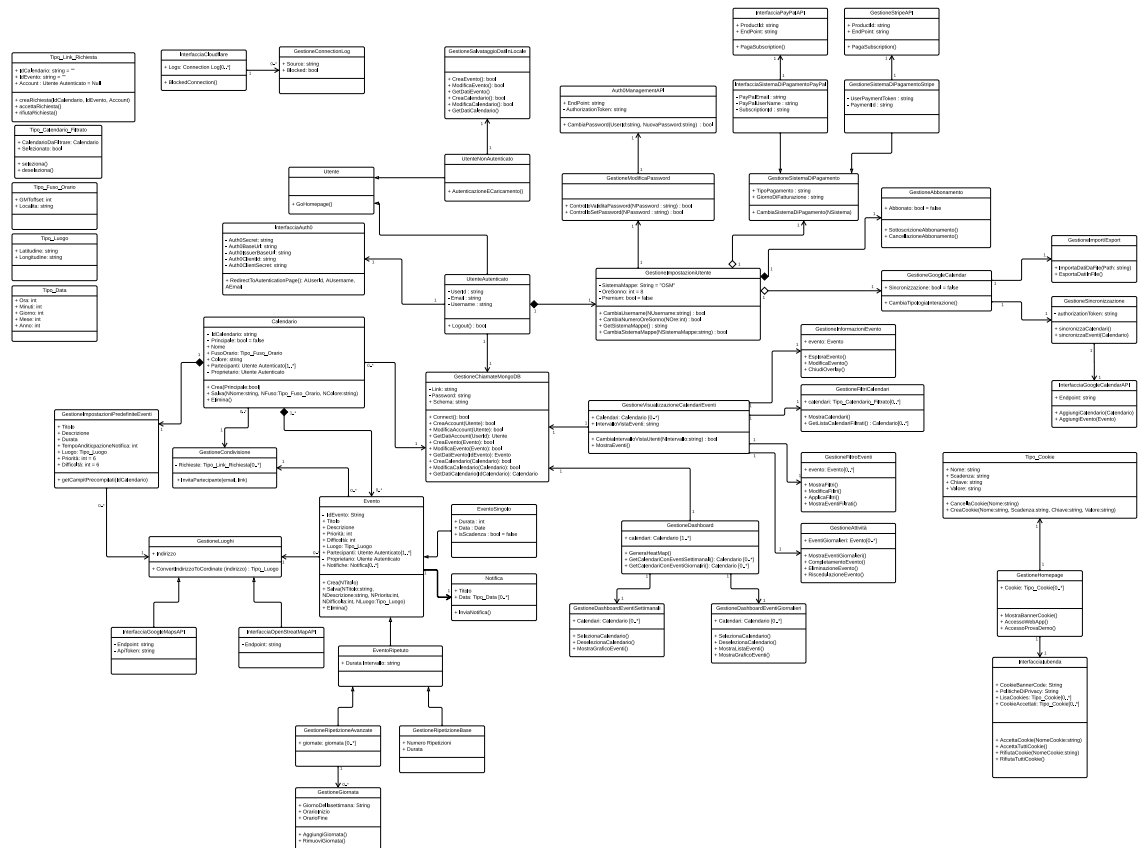 Tipo_Link_Richiesta
+ IdCalendario: string = ""
+ IdEvento: string = ""
+ Account : Utente Autenticato = Null
+ creaRichiesta(IdCalendario, IdEvento, Account)
+ accettaRichiesta()
+ rifiutaRichiesta()
Tipo_Calendario_Filtrato
+ CalendarioDaFiltrare: Calendario
+ Selezionato: bool
+ seleziona()
+ deseleziona()
Tipo_Fuso_Orario
+ GMToffset: int
+ Localita: string
Tipo_Luogo
+ Latitudine: string
+ Longitudine: string
Tipo_Data
+ Ora: int
+ Minuti: int
+ Giorno: int
+ Mese: int
+ Anno: int
InterfacciaCloudflare
+ Logs: Connection Log[0..*]
+ BlockedConnection()
GestioneConnectionLog
+ Source: string
+ Blocked: bool
GestioneSalvataggioDatiInLocale
+ CreaEvento(): bool
+ ModificaEvento(): bool
+ GetDatiEvento()
+ CreaCalendario(): bool
+ ModificaCalendario(): bool
+ GetDatiCalendario()
UtenteNonAutenticato
+ AutenticazioneECaricamento()
Utente
+ GoHomepage()
InterfacciaAuth0
- Auth0Secret: string
- Auth0BaseUrl: string
- Auth0IssuerBaseUrl: string
- Auth0ClientId: string
- Auth0ClientSecret: string
+ RedirectToAutenticationPage(): AUserId, AUsername,
AEmail
UtenteAutenticato
- UserId : string
- Email : string
- Username : string
+ Logout() : bool
Auth0ManagementAPI
+ EndPoint: string
- AuthorizationToken: string
+ CambiaPassword(UserId:string, NuovaPassword:string) : bool
GestioneModificaPassword
+ ControlloValiditaPassword(NPassword : string) : bool
+ ControlloSetPassword(NPassword : string) : bool
InterfacciaPayPalAPI
+ ProductId: string
+ EndPoint: string
+ PagaSubscription()
GestioneStripeAPI
+ ProductId: string
+ EndPoint: string
+ PagaSubscription()
InterfacciaSistemaDiPagamentoPayPal
- PayPalEmail : string
- PayPalUserName : string
- SubscriptionId : string
GestioneSistemaDiPagamentoStripe
- UserPaymentToken : string
- PaymentId : string
GestioneSistemaDiPagamento
+ TipoPagamento : string
+ GiornoDiFatturazione : string
+ CambiaSistemaDiPagamento(NSistema)
GestioneAbbonamento
+ Abbonato: bool = false
+ SottoscrizioneAbbonamento()
+ CancellazioneAbbonamento()
GestioneImpostazioniUtente
- SistemaMappe: String = "OSM"
- OreSonno: int = 8
- Premium: bool = false
+ CambiaUsername(NUsername:string)
+ CambiaNumeroOreSonno(NOre:int) : bool
+ GetSistemaMappe() : string
+ CambiaSistemaMappe(NSistemaMappe:string) : bool
GestioneGoogleCalendar
+ Sincronizzazione: bool = false
+ CambiaTipologiaInterazione()
GestioneImportExport
+ ImportaDatiDaFile(Path: string)
+ EsportaDatiInFile()
GestioneSincronizzazione
- authorizationToken: string
+ sincronizzaCalendari()
+ sincronizzaEventi(Calendario)
InterfacciaGoogleCalendarAPI
+ Endpoint: string
+ AggiungiCalendario(Calendario)
+ AggiungiEvento(Evento)
Calendario
- IdCalendario: string
- Principale: bool = false
+ Nome
+ FusoOrario: Tipo_Fuso_Orario
+ Colore: string
+ Partecipanti: Utente Autenticato[1..*]
- Proprietario: Utente Autenticato
+ Crea(Principale:bool)
+ Salva(NNome:string, NFuso:Tipo_Fuso_Orario, NColore:string)
+ Elimina()
GestioneChiamateMongoDB
- Link: string
- Password: string
+ Schema: string
+ Connect(): bool
+ CreaAccount(Utente): bool
+ ModificaAccount(Utente): bool
+ GetDatiAccount(UserId): Utente
+ CreaEvento(Evento): bool
+ ModificaEvento(Evento): bool
+ GetDatiEvento(IdEvento): Evento
+ CreaCalendario(Calendario): bool
+ ModificaCalendario(Calendario): bool
+ GetDatiCalendario(IdCalendario): Calendario
GestioneVisualizzazioneCalendariEventi
+ Calendari: Calendario [0..*]
+ IntervalloVistaEventi: string
+ CambiaIntervalloVistaUtenti(NIntervallo:string) : bool
+ MostraEventi()
GestioneInformazioniEvento
+ evento: Evento
+ EsploraEvento()
+ ModificaEvento()
+ ChiudiOverlay()
GestioneFiltriCalendari
+ calendari: Tipo_Calendario_Filtrato[0..*]
+ MostraCalendari()
+ GetListaCalendariFiltrati() : Calendario[0..*]
GestioneFiltroEventi
+ evento: Evento[0..*]
+ MostraFiltri()
+ ModificaFiltri()
+ ApplicaFiltri()
+ MostraEventiFiltrati()
GestioneAttività
+ EventiGiornalieri: Evento[0..*]
+ MostraEventiGiornalieri()
+ CompletamentoEvento()
+ EliminazioneEvento()
+ RischedulazioneEvento()
GestioneImpostazioniPredefiniteEventi
+ Titolo
+ Descrizione
+ Durata
+ TempoAnticipazioneNotifica: int
+ Luogo: Tipo_Luogo
+ Priorità: int = 6
+ Difficoltà: int = 6
+ getCampiPrecompilati(IdCalendario)
GestioneCondivisione
- Richieste: Tipo_Link_Richiesta[0..*]
+ InvitaPartecipante(email, link)
Evento
- IdEvento: String
+ Titolo
+ Descrizione
+ Priorità: int
+ Difficoltà: int
+ Luogo: Tipo_Luogo
+ Partecipanti: Utente Autenticato[1..*]
- Proprietario: Utente Autenticato
+ Notifiche: Notifica[0..*]
+ Crea(NTitolo)
+ Salva(NTitolo:string,
NDescrizione:string, NPriorita:int,
NDifficolta:int, NLuogo:Tipo_Luogo)
+ Elimina()
EventoSingolo
+ Durata : int
+ Data : Date
+ isScadenza : bool = false
Notifica
+ Titolo
+ Data: Tipo_Data [0..*]
+ InviaNotifica()
GestioneLuoghi
+ Indirizzo
+ ConvertiIndirizzoToCordinate (indirizzo) : Tipo_Luogo
InterfacciaGoogleMapsAPI
- Endpoint: string
- ApiToken: string
InterfacciaOpenStreatMapAPI
- Endpoint: string
EventoRipetuto
+ Durata Intervallo: string
GestioneRipetizioneAvanzate
+ giornate: giornata [0..*]
GestioneRipetizioneBase
+ Numero Ripetizioni
+ Durata
GestioneGiornata
+ GiornoDellasettimana: String
+ OrarioInizio
+ OrarioFine
+ AggiungiGiornata()
+ RimuoviGiornata()
GestioneDashboard
+ calendari: Calendario [1..*]
+ GeneraHeatMap()
+ GetCalendariConEventiSettimanali(): Calendario [0..*]
+ GetCalendariConEventiGiornalieri(): Calendario [0..*]
GestioneDashboardEventiSettimanali
+ Calendari: Calendario [0..*]
+ SelezionaCalendario()
+ DeselezionaCalendario()
+ MostraGraficoEventi()
GestioneDashboardEventiGiornalieri
+ Calendari: Calendario [0..*]
+ SelezionaCalendario()
+ DeselezionaCalendario()
+ MostraListaEventi()
+ MostraGraficoEventi()
Tipo_Cookie
+ Nome: string
+ Scadenza: string
+ Chiave: string
+ Valore: string
+ CancellaCookie(Nome:string)
+ CreaCookie(Nome:string, Scadenza:string, Chiave:string, Valore:string)
GestioneHomepage
+ Cookie: Tipo_Cookie[0..*]
+ MostraBannerCookie()
+ AccessoWebApp()
+ AccessoProvaDemo()
InterfacciaIubenda
+ CookieBannerCode: String
+ PoliticheDiPrivacy: String
+ LisaCookies: Tipo_Cookie[0..*]
+ CookieAccettati: Tipo_Cookie[0..*]
+ AccettaCookie(NomeCookie:string)
+ AccettaTuttiCookie()
+ RifiutaCookie(NomeCookie:string)
+ RifiutaTuttiCookie()